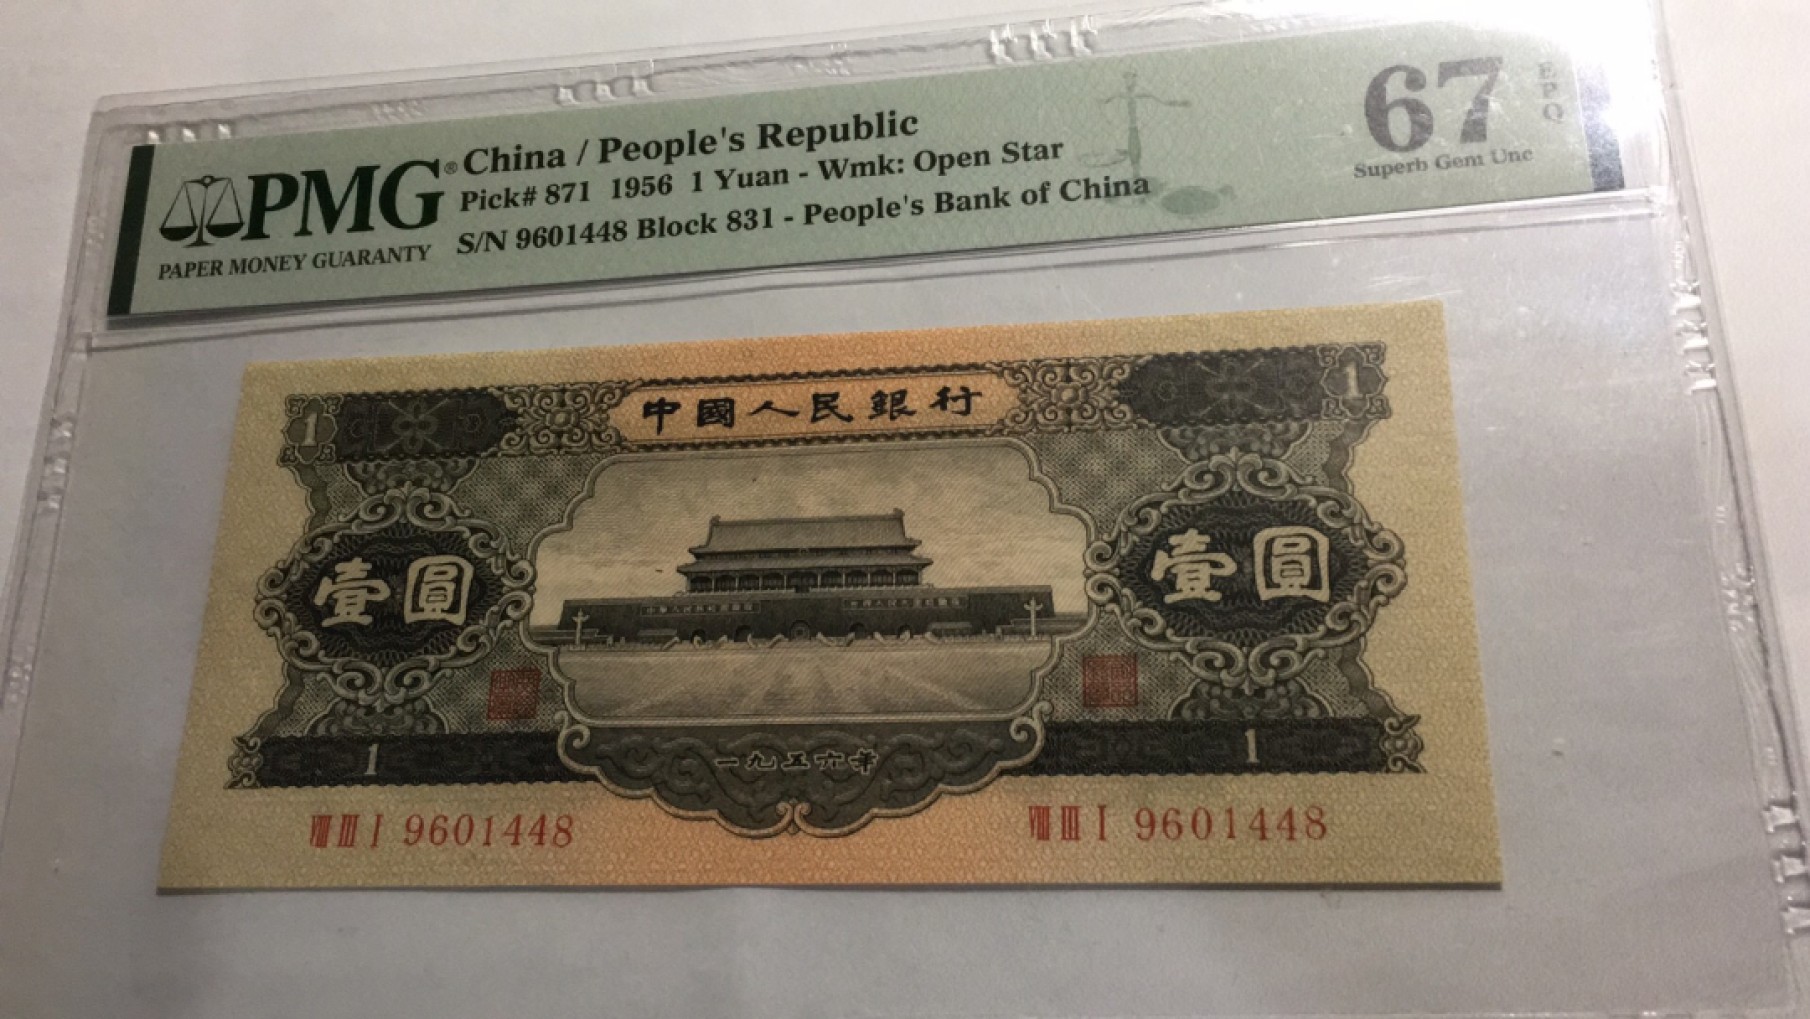 PMG®
PAPER MONEY GUARANTY
China / People's Republic
Pick# 871 1956 1 Yuan - Wmk: Open Star
S/N 9601448 Block 831 - People's Bank of China
67
EPQ
Superb Gem Unc
中國人民銀行
1
1
壹圓
壹圓
1
一九五六年
1
VIII III I 9601448
VIII III I 9601448